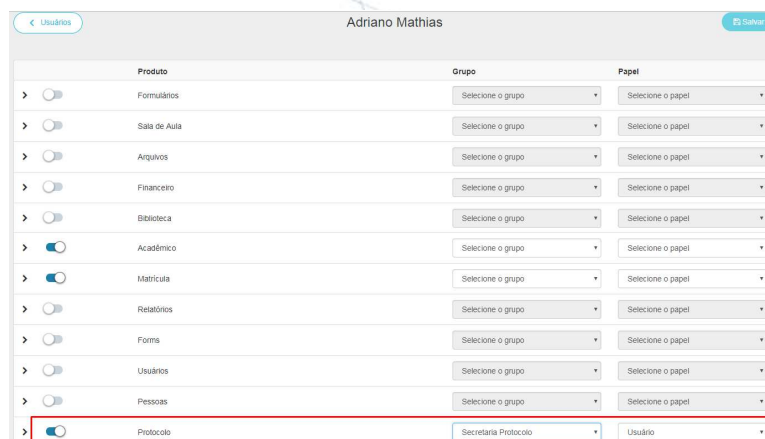 Usuários Adriano Mathias Salvar
Produto Grupo Papel
Formulários Selecione o grupo Selecione o papel
Sala de Aula Selecione o grupo Selecione o papel
Arquivos Selecione o grupo Selecione o papel
Financeiro Selecione o grupo Selecione o papel
Biblioteca Selecione o grupo Selecione o papel
Acadêmico Selecione o grupo Selecione o papel
Matrícula Selecione o grupo Selecione o papel
Relatórios Selecione o grupo Selecione o papel
Forms Selecione o grupo Selecione o papel
Usuários Selecione o grupo Selecione o papel
Pessoas Selecione o grupo Selecione o papel
Protocolo Secretaria Protocolo Usuário